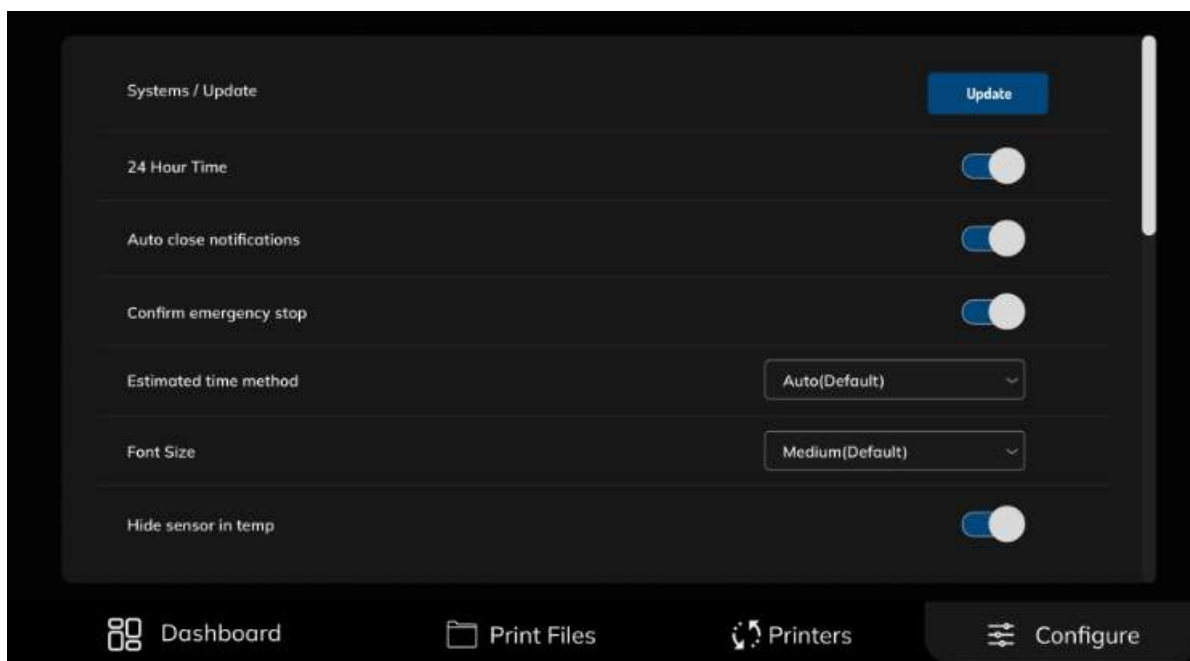 Systems / Update
Update
24 Hour Time
Auto close notifications
Confirm emergency stop
Estimated time method
Auto(Default)
Font Size
Medium(Default)
Hide sensor in temp
Dashboard
Print Files
Printers
Configure